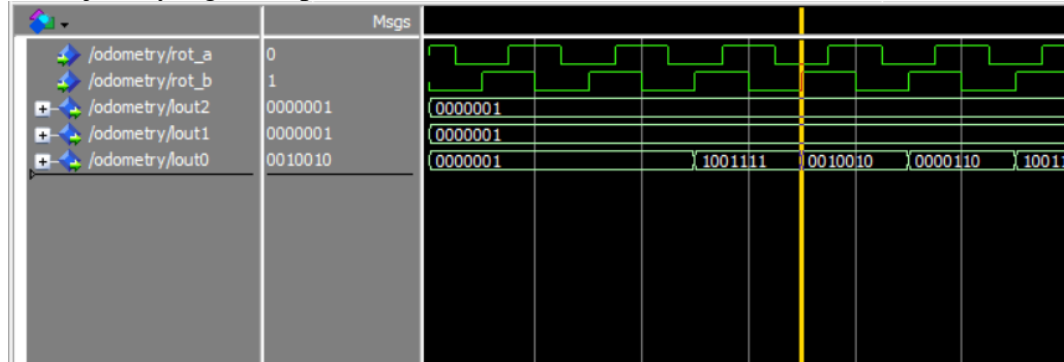 Msgs
/odometry/rot_a 0
/odometry/rot_b 1
/odometry/lout2 0000001 0000001
/odometry/lout1 0000001 0000001
/odometry/lout0 0010010 0000001 1001111 0010010 0000110 1001